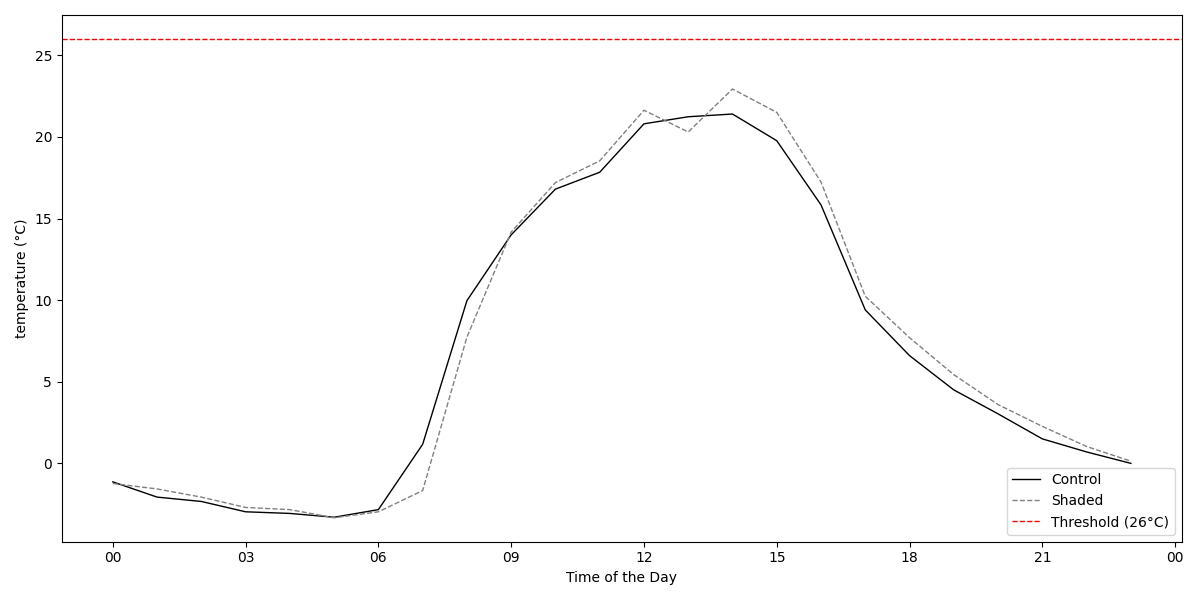 25
20
15
10
5
0
temperature (°C)
Control
Shaded
Threshold (26°C)
00 03 06 09 12 15 18 21 00
Time of the Day